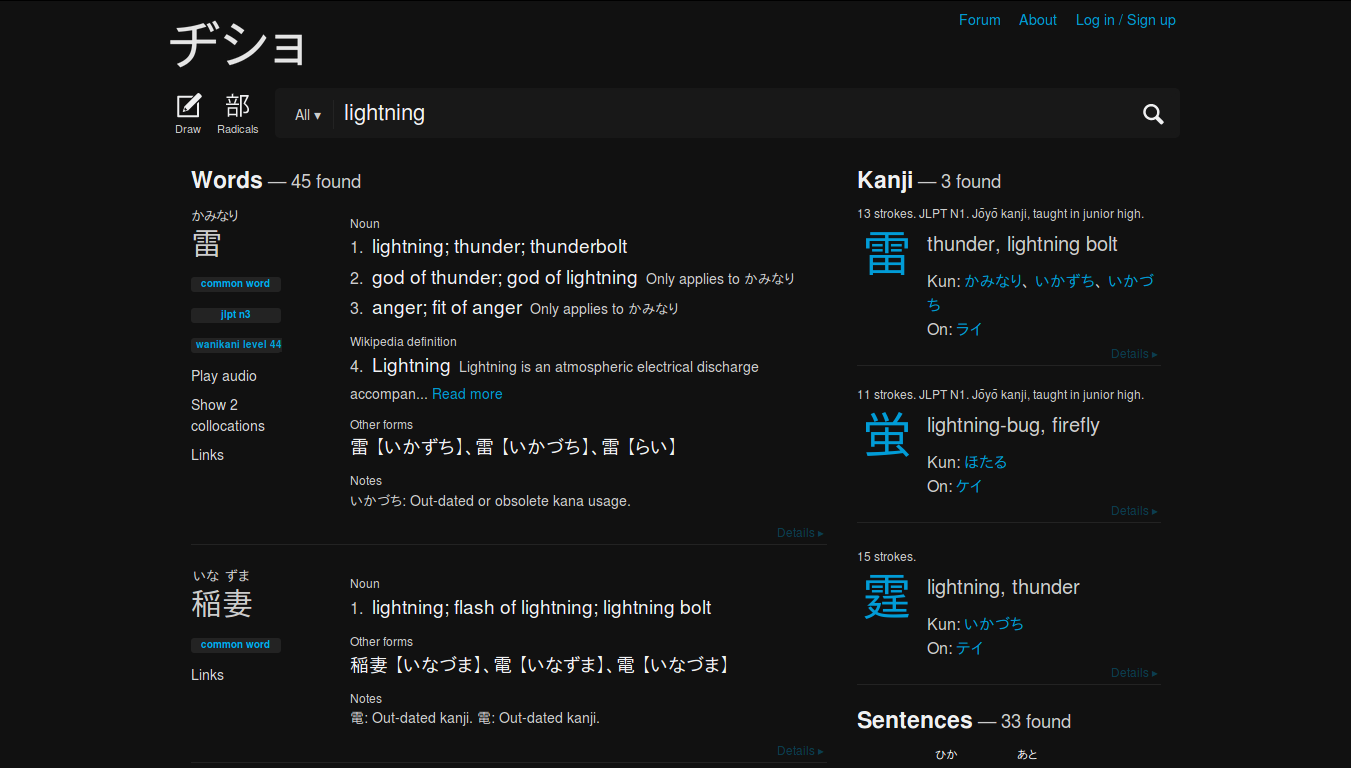 Forum About Log in / Sign up
ヂショ
Draw
部
Radicals
All ▾ lightning
Words — 45 found
かみなり
雷
common word
jlpt n3
wanikani level 44
Play audio
Show 2
collocations
Links
Noun
1. lightning; thunder; thunderbolt
2. god of thunder; god of lightning Only applies to かみなり
3. anger; fit of anger Only applies to かみなり
Wikipedia definition
4. Lightning Lightning is an atmospheric electrical discharge
accompan... Read more
Other forms
雷 【いかずち】、雷 【いかづち】、雷 【らい】
Notes
いかづち: Out-dated or obsolete kana usage.
Details ▸
いな ずま
稲妻
common word
Links
Noun
1. lightning; flash of lightning; lightning bolt
Other forms
稲妻 【いなづま】、電 【いなずま】、電 【いなづま】
Notes
電: Out-dated kanji. 電: Out-dated kanji.
Details ▸
Kanji — 3 found
13 strokes. JLPT N1. Jōyō kanji, taught in junior high.
雷
thunder, lightning bolt
Kun: かみなり、 いかずち、 いかづ
ち
On: ライ
Details ▸
11 strokes. JLPT N1. Jōyō kanji, taught in junior high.
蛍
lightning-bug, firefly
Kun: ほたる
On: ケイ
Details ▸
15 strokes.
霆
lightning, thunder
Kun: いかづち
On: テイ
Details ▸
Sentences — 33 found
ひか あと